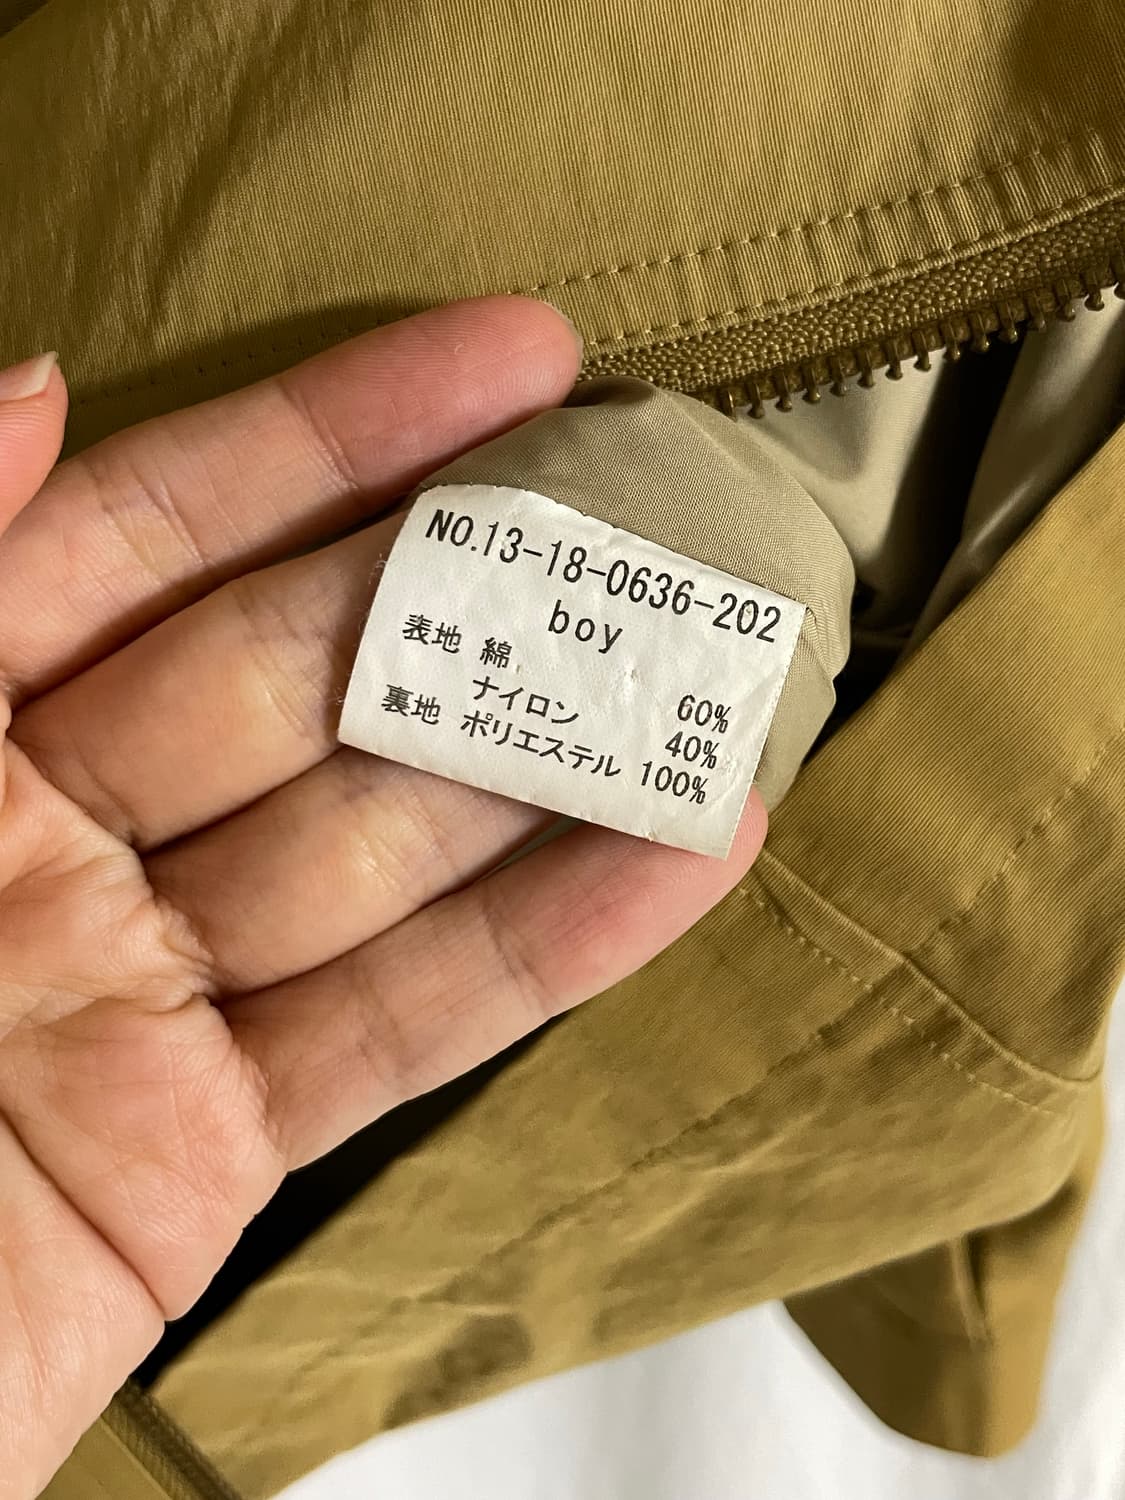 NO.13-18-0636-202
boy
表地 綿 60%
ナイロン 40%
裏地 ポリエステル 100%